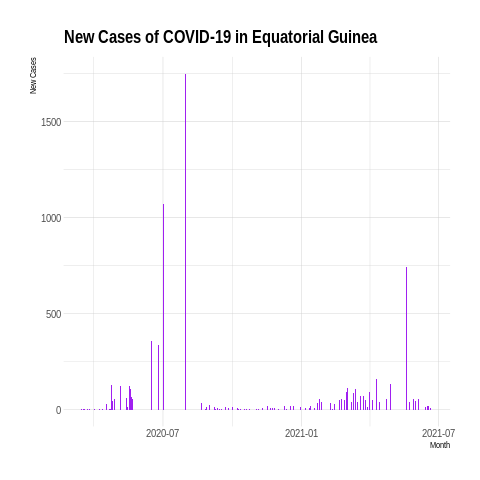 New Cases of COVID-19 in Equatorial Guinea
New Cases
1500
1000
500
0
2020-07
2021-01
2021-07
Month